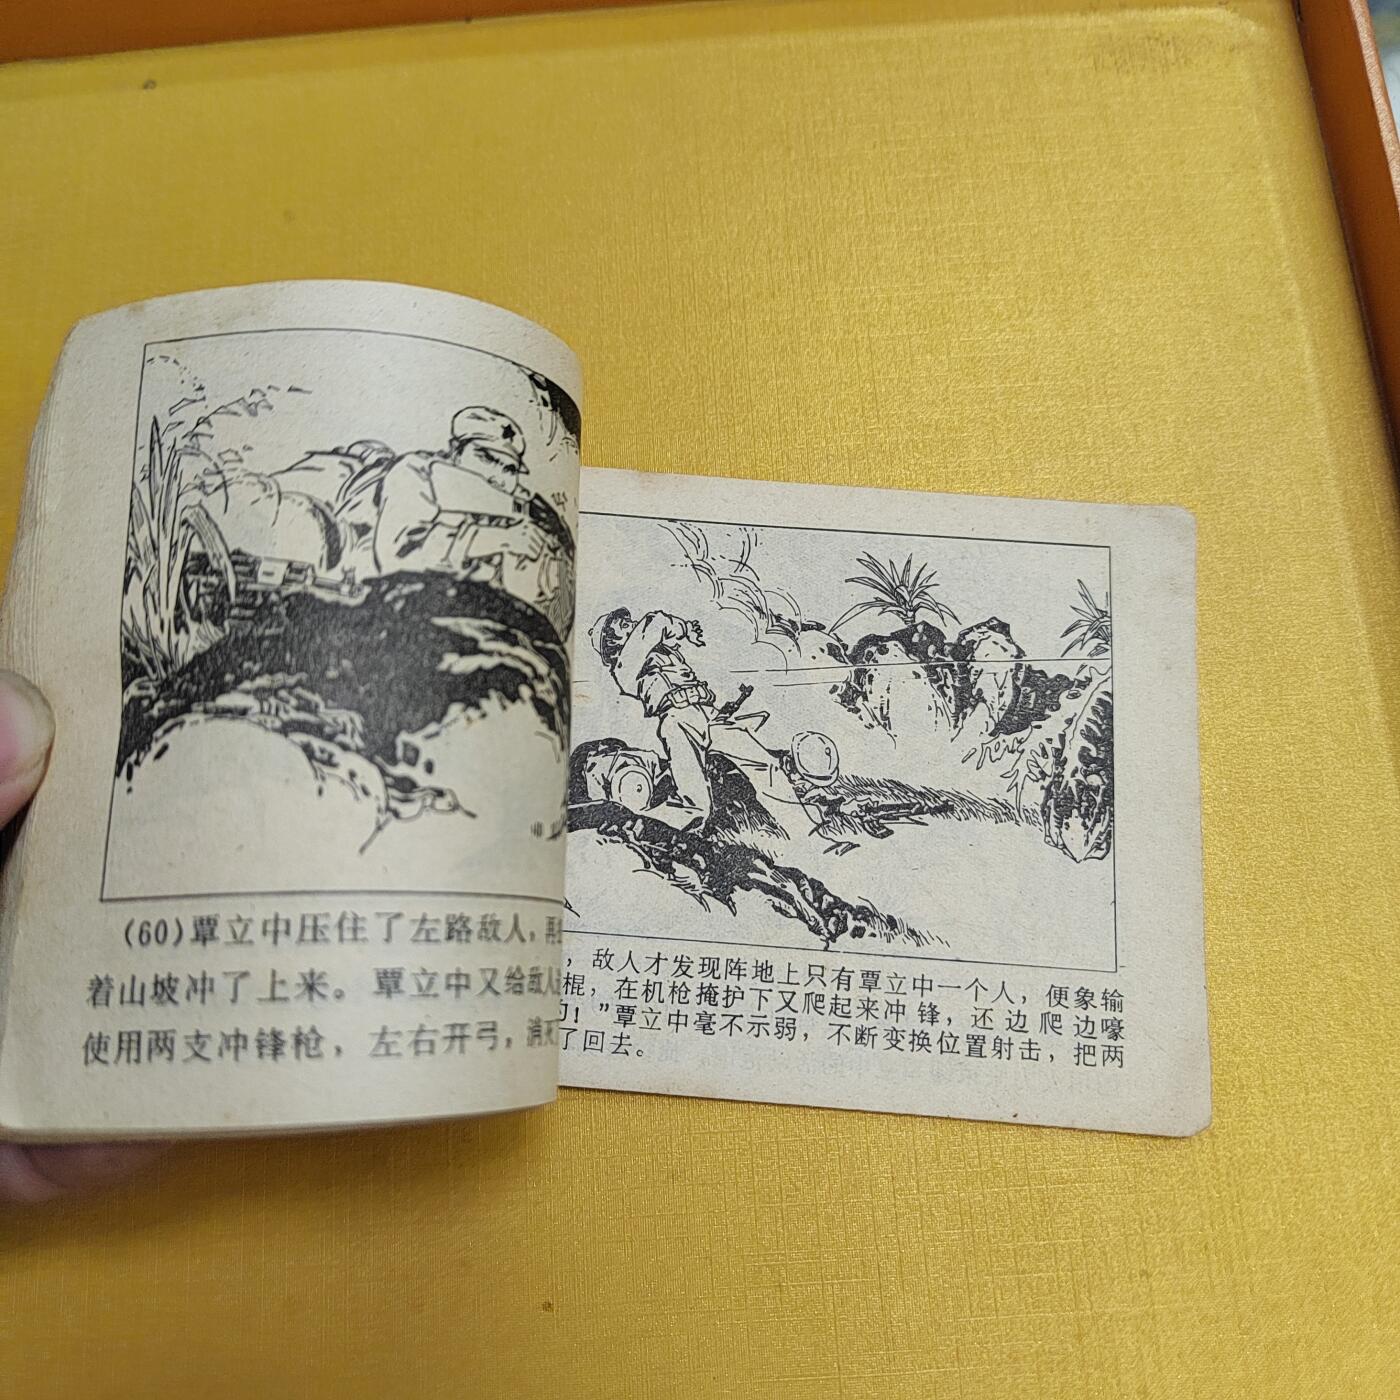 (60)覃立中压住了左路敌人，再
着山坡冲了上来。覃立中又给敌人
使用两支冲锋枪，左右开弓，消灭
，敌人才发现阵地上只有覃立中一个人，便象输
棍，在机枪掩护下又爬起来冲锋，还边爬边嚎
！”覃立中毫不示弱，不断变换位置射击，把两
了回去。